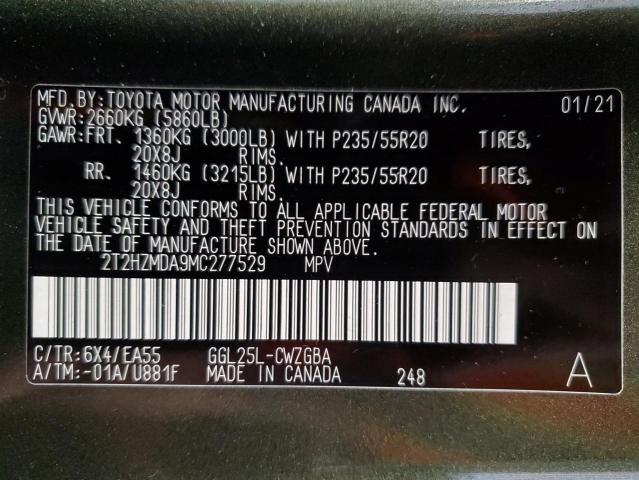 MFD.BY:TOYOTA MOTOR MANUFACTURING CANADA INC. 01/21
GVWR:2660KG (5860LB)
GAWR:FRT. 1360KG (3000LB) WITH P235/55R20 TIRES,
20X8J RIMS.
RR. 1460KG (3215LB) WITH P235/55R20 TIRES,
20X8J RIMS.
THIS VEHICLE CONFORMS TO ALL APPLICABLE FEDERAL MOTOR
VEHICLE SAFETY AND THEFT PREVENTION STANDARDS IN EFFECT ON
THE DATE OF MANUFACTURE SHOWN ABOVE.
2T2HZMDA9MC277529 MPV
C/TR:6X4/EA55 GGL25L-CWZGBA
A/TM:-01A/U881F MADE IN CANADA 248 A